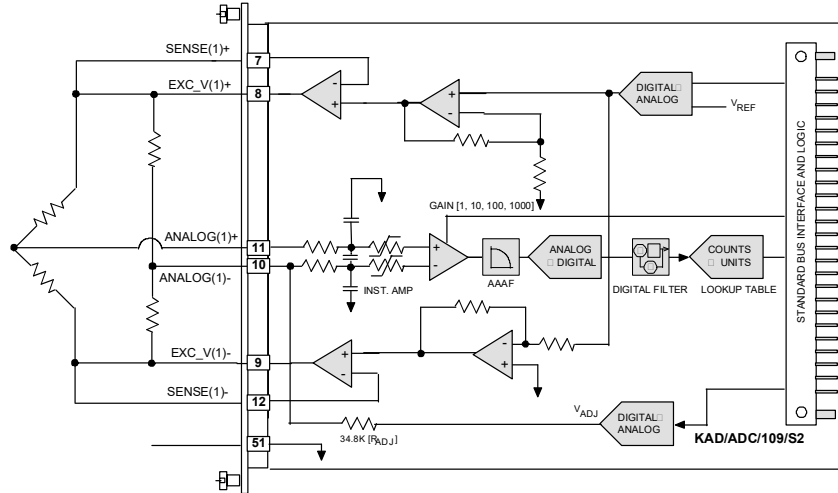 SENSE(1)+
7
EXC_V(1)+
8
DIGITAL
ANALOG
VREF
GAIN [1, 10, 100, 1000]
ANALOG(1)+
11
10
ANALOG(1)-
INST. AMP
AAAF
ANALOG
DIGITAL
DIGITAL FILTER
COUNTS
UNITS
LOOKUP TABLE
STANDARD BUS INTERFACE AND LOGIC
EXC_V(1)-
9
SENSE(1)-
12
51
34.8K [RADJ]
VADJ
DIGITAL
ANALOG
KAD/ADC/109/S2